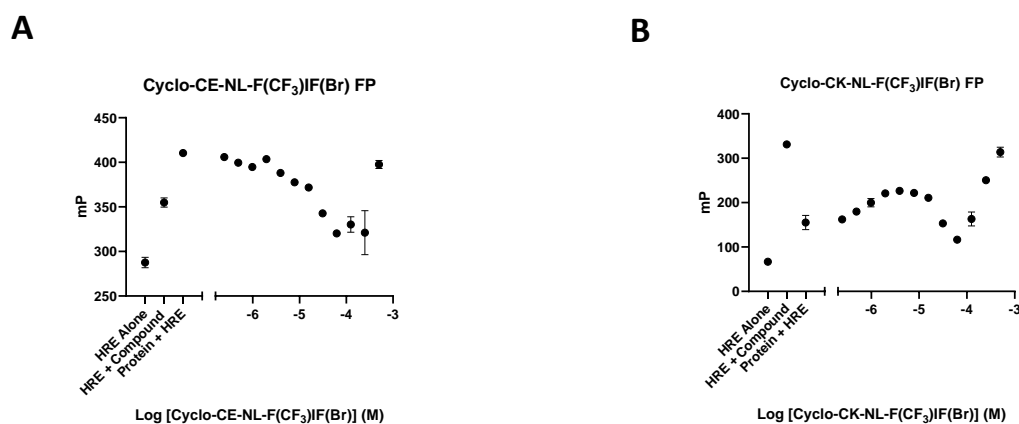 A
Cyclo-CE-NL-F(CF₃)IF(Br) FP
450
400
350
300
250
mP
HRE Alone
HRE + Compound
Protein + HRE
-6
-5
-4
-3
Log [Cyclo-CE-NL-F(CF₃)IF(Br)] (M)
B
Cyclo-CK-NL-F(CF₃)IF(Br) FP
400
300
200
100
0
mP
HRE Alone
HRE + Compound
Protein + HRE
-6
-5
-4
-3
Log [Cyclo-CK-NL-F(CF₃)IF(Br)] (M)